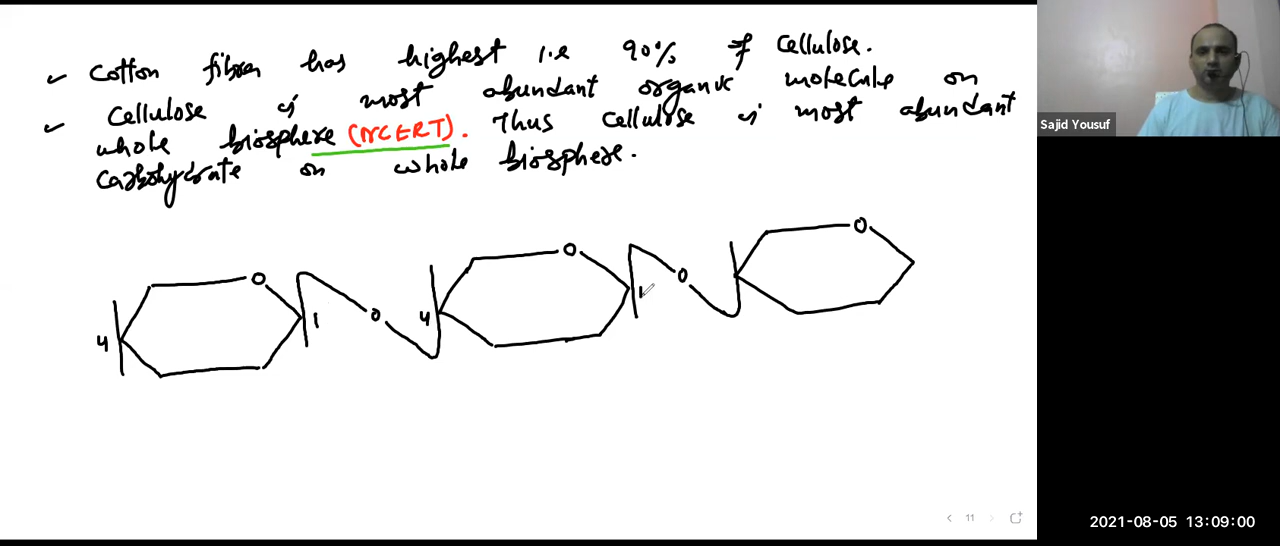 ✓ Cotton fibre has highest i.e 90% of cellulose.
✓ Cellulose is most abundant organic molecule on
whole biosphere (NCERT). Thus cellulose is most abundant
carbohydrate on whole biosphere.
O O O
4 1 O 4 1 O
Sajid Yousuf
11
2021-08-05 13:09:00